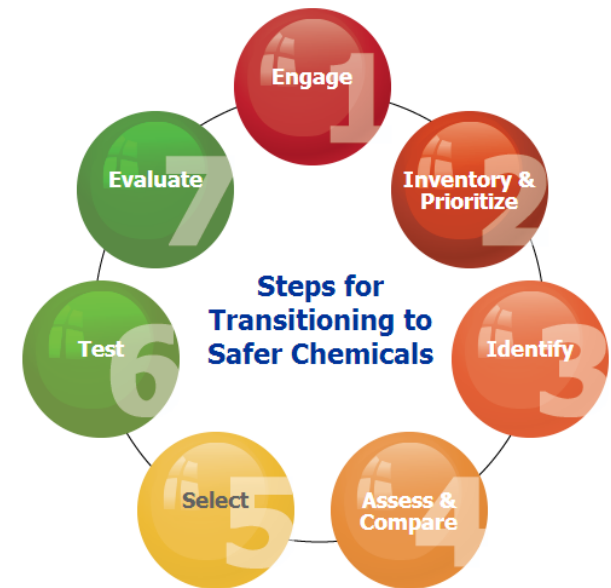 Engage
1
Inventory &
Prioritize
2
Identify
3
Assess &
Compare
4
Select
5
Test
6
Evaluate
7
Steps for
Transitioning to
Safer Chemicals